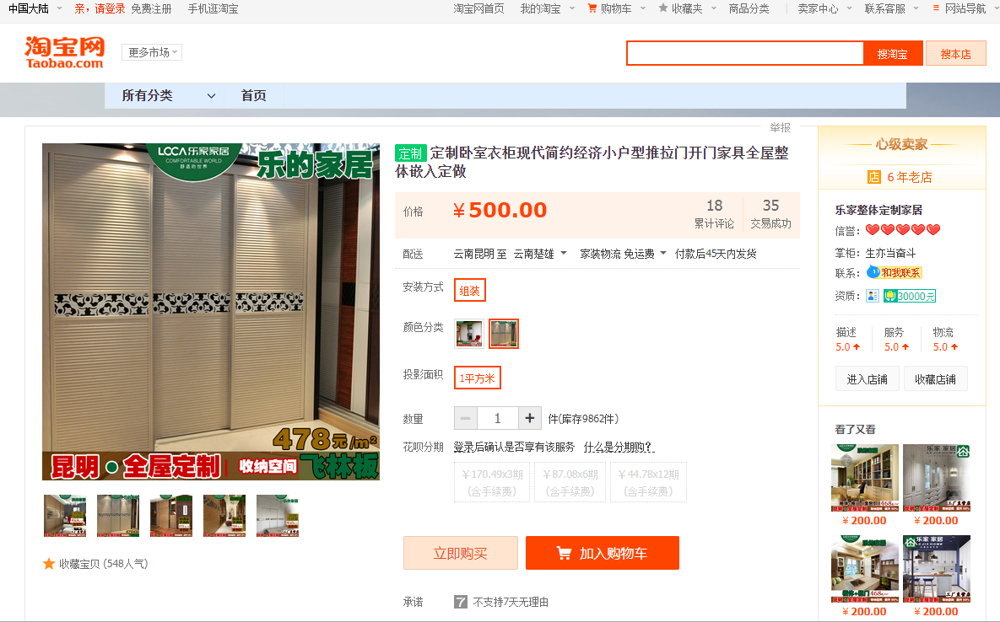 中国大陆 亲，请登录 免费注册 手机逛淘宝 淘宝网首页 我的淘宝 购物车 收藏夹 商品分类 卖家中心 联系客服 网站导航
淘宝网
Taobao.com
更多市场
搜淘宝 搜本店
所有分类 首页
举报
LOCA乐家家居
COMFORTABLE WORLD
舒适的世界
乐的家居
478元/m²
昆明·全屋定制 收纳空间 飞林板
收藏宝贝 (548人气)
定制 定制卧室衣柜现代简约经济小户型推拉门开门家具全屋整
体嵌入定做
价格 ¥500.00
18 35
累计评论 交易成功
配送 云南昆明 至 云南楚雄 家装物流 免运费 付款后45天内发货
安装方式 组装
颜色分类
投影面积 1平方米
数量 − 1 + 件(库存9862件)
花呗分期 登录后确认是否享有该服务 什么是分期购？
¥170.49x3期 ¥87.08x6期 ¥44.78x12期
(含手续费) (含手续费) (含手续费)
立即购买 加入购物车
承诺 7 不支持7天无理由
心级卖家
店 6 年老店
乐家整体定制家居
信誉：
掌柜：生亦当奋斗
联系：和我联系
资质：30000元
描述 服务 物流
5.0 5.0 5.0
进入店铺 收藏店铺
看了又看
¥200.00 ¥200.00
¥200.00 ¥200.00